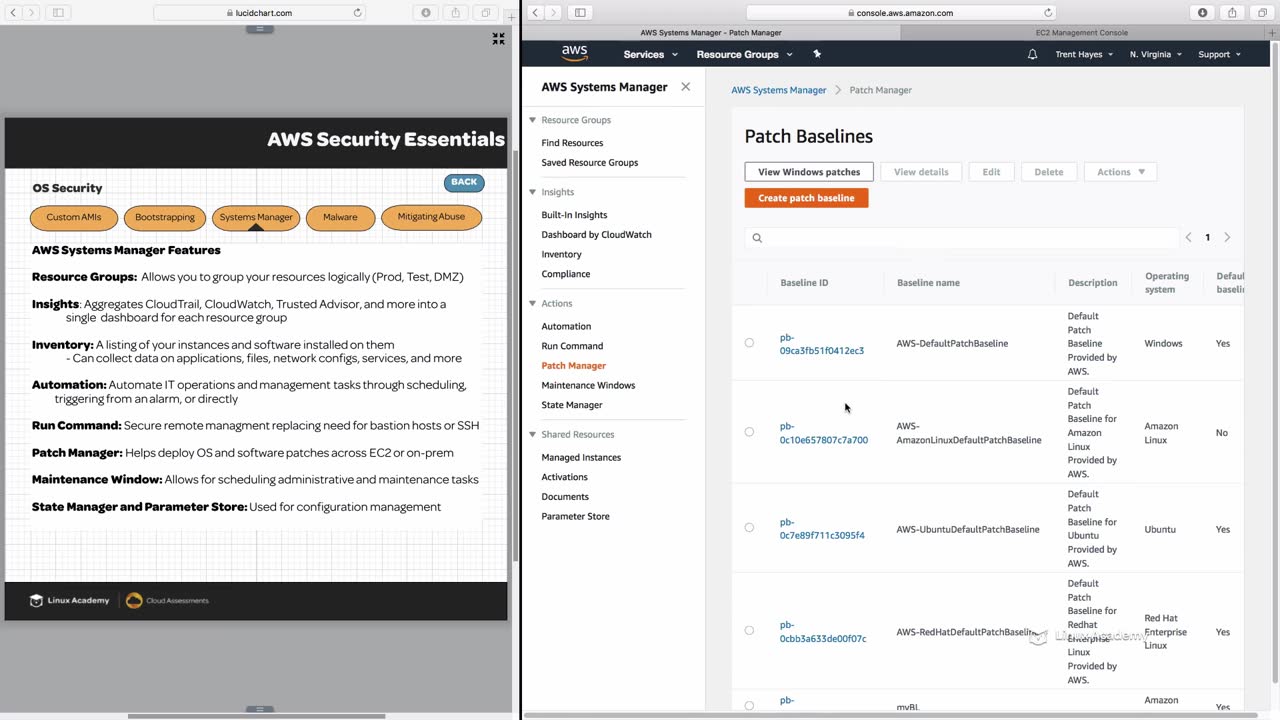 lucidchart.com
AWS Security Essentials
OS Security
BACK
Custom AMIs
Bootstrapping
Systems Manager
Malware
Mitigating Abuse
AWS Systems Manager Features
Resource Groups: Allows you to group your resources logically (Prod, Test, DMZ)
Insights: Aggregates CloudTrail, CloudWatch, Trusted Advisor, and more into a
single dashboard for each resource group
Inventory: A listing of your instances and software installed on them
- Can collect data on applications, files, network configs, services, and more
Automation: Automate IT operations and management tasks through scheduling,
triggering from an alarm, or directly
Run Command: Secure remote managment replacing need for bastion hosts or SSH
Patch Manager: Helps deploy OS and software patches across EC2 or on-prem
Maintenance Window: Allows for scheduling administrative and maintenance tasks
State Manager and Parameter Store: Used for configuration management
Linux Academy
Cloud Assessments
console.aws.amazon.com
AWS Systems Manager - Patch Manager
EC2 Management Console
aws
Services
Resource Groups
Trent Hayes
N. Virginia
Support
AWS Systems Manager
Resource Groups
Find Resources
Saved Resource Groups
Insights
Built-In Insights
Dashboard by CloudWatch
Inventory
Compliance
Actions
Automation
Run Command
Patch Manager
Maintenance Windows
State Manager
Shared Resources
Managed Instances
Activations
Documents
Parameter Store
AWS Systems Manager > Patch Manager
Patch Baselines
View Windows patches
View details
Edit
Delete
Actions
Create patch baseline
1
Baseline ID
Baseline name
Description
Operating
system
Defau
baselin
pb-
09ca3fb51f0412ec3
AWS-DefaultPatchBaseline
Default
Patch
Baseline
Provided by
AWS.
Windows
Yes
pb-
0c10e657807c7a700
AWS-
AmazonLinuxDefaultPatchBaseline
Default
Patch
Baseline for
Amazon
Linux
Provided by
AWS.
Amazon
Linux
No
pb-
0c7e89f711c3095f4
AWS-UbuntuDefaultPatchBaseline
Default
Patch
Baseline for
Ubuntu
Provided by
AWS.
Ubuntu
Yes
pb-
0cbb3a633de00f07c
AWS-RedHatDefaultPatchBaseline
Default
Patch
Baseline for
Redhat
Enterprise
Linux
Provided by
AWS.
Red Hat
Enterprise
Linux
Yes
Linux Academy
pb-
myBL
Amazon
Yes